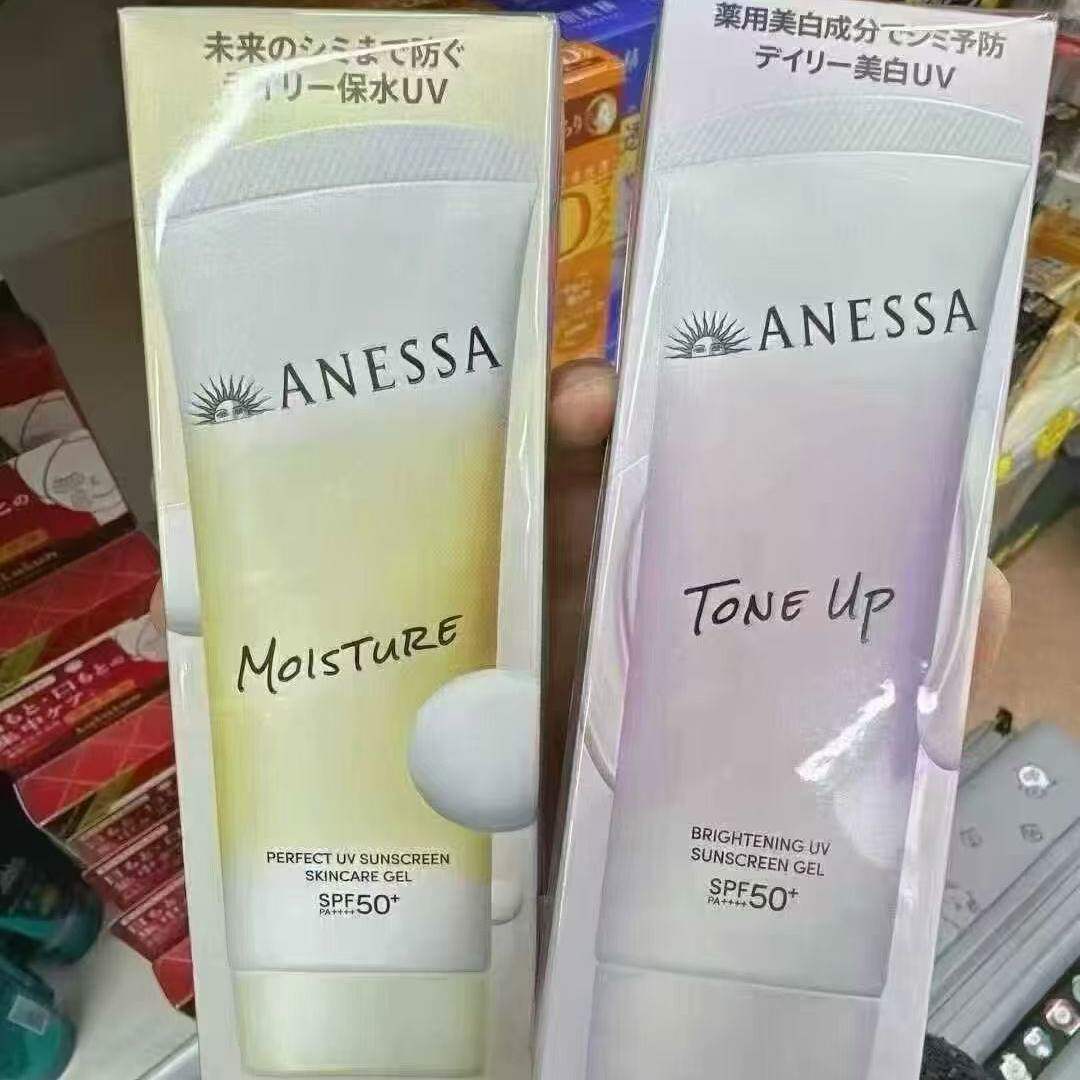 未来のシミまで防ぐ
デイリー保水UV
ANESSA
MOISTURE
PERFECT UV SUNSCREEN
SKINCARE GEL
SPF50+
PA++++
薬用美白成分でシミ予防
デイリー美白UV
ANESSA
TONE UP
BRIGHTENING UV
SUNSCREEN GEL
SPF50+
PA++++